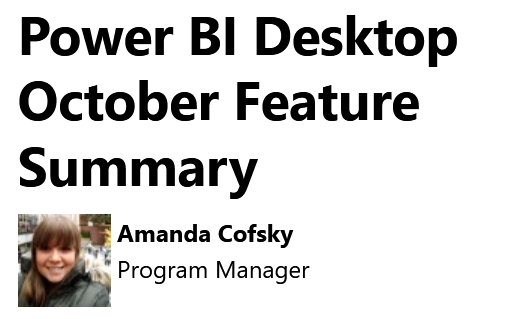 Power BI Desktop
October Feature
Summary
Amanda Cofsky
Program Manager